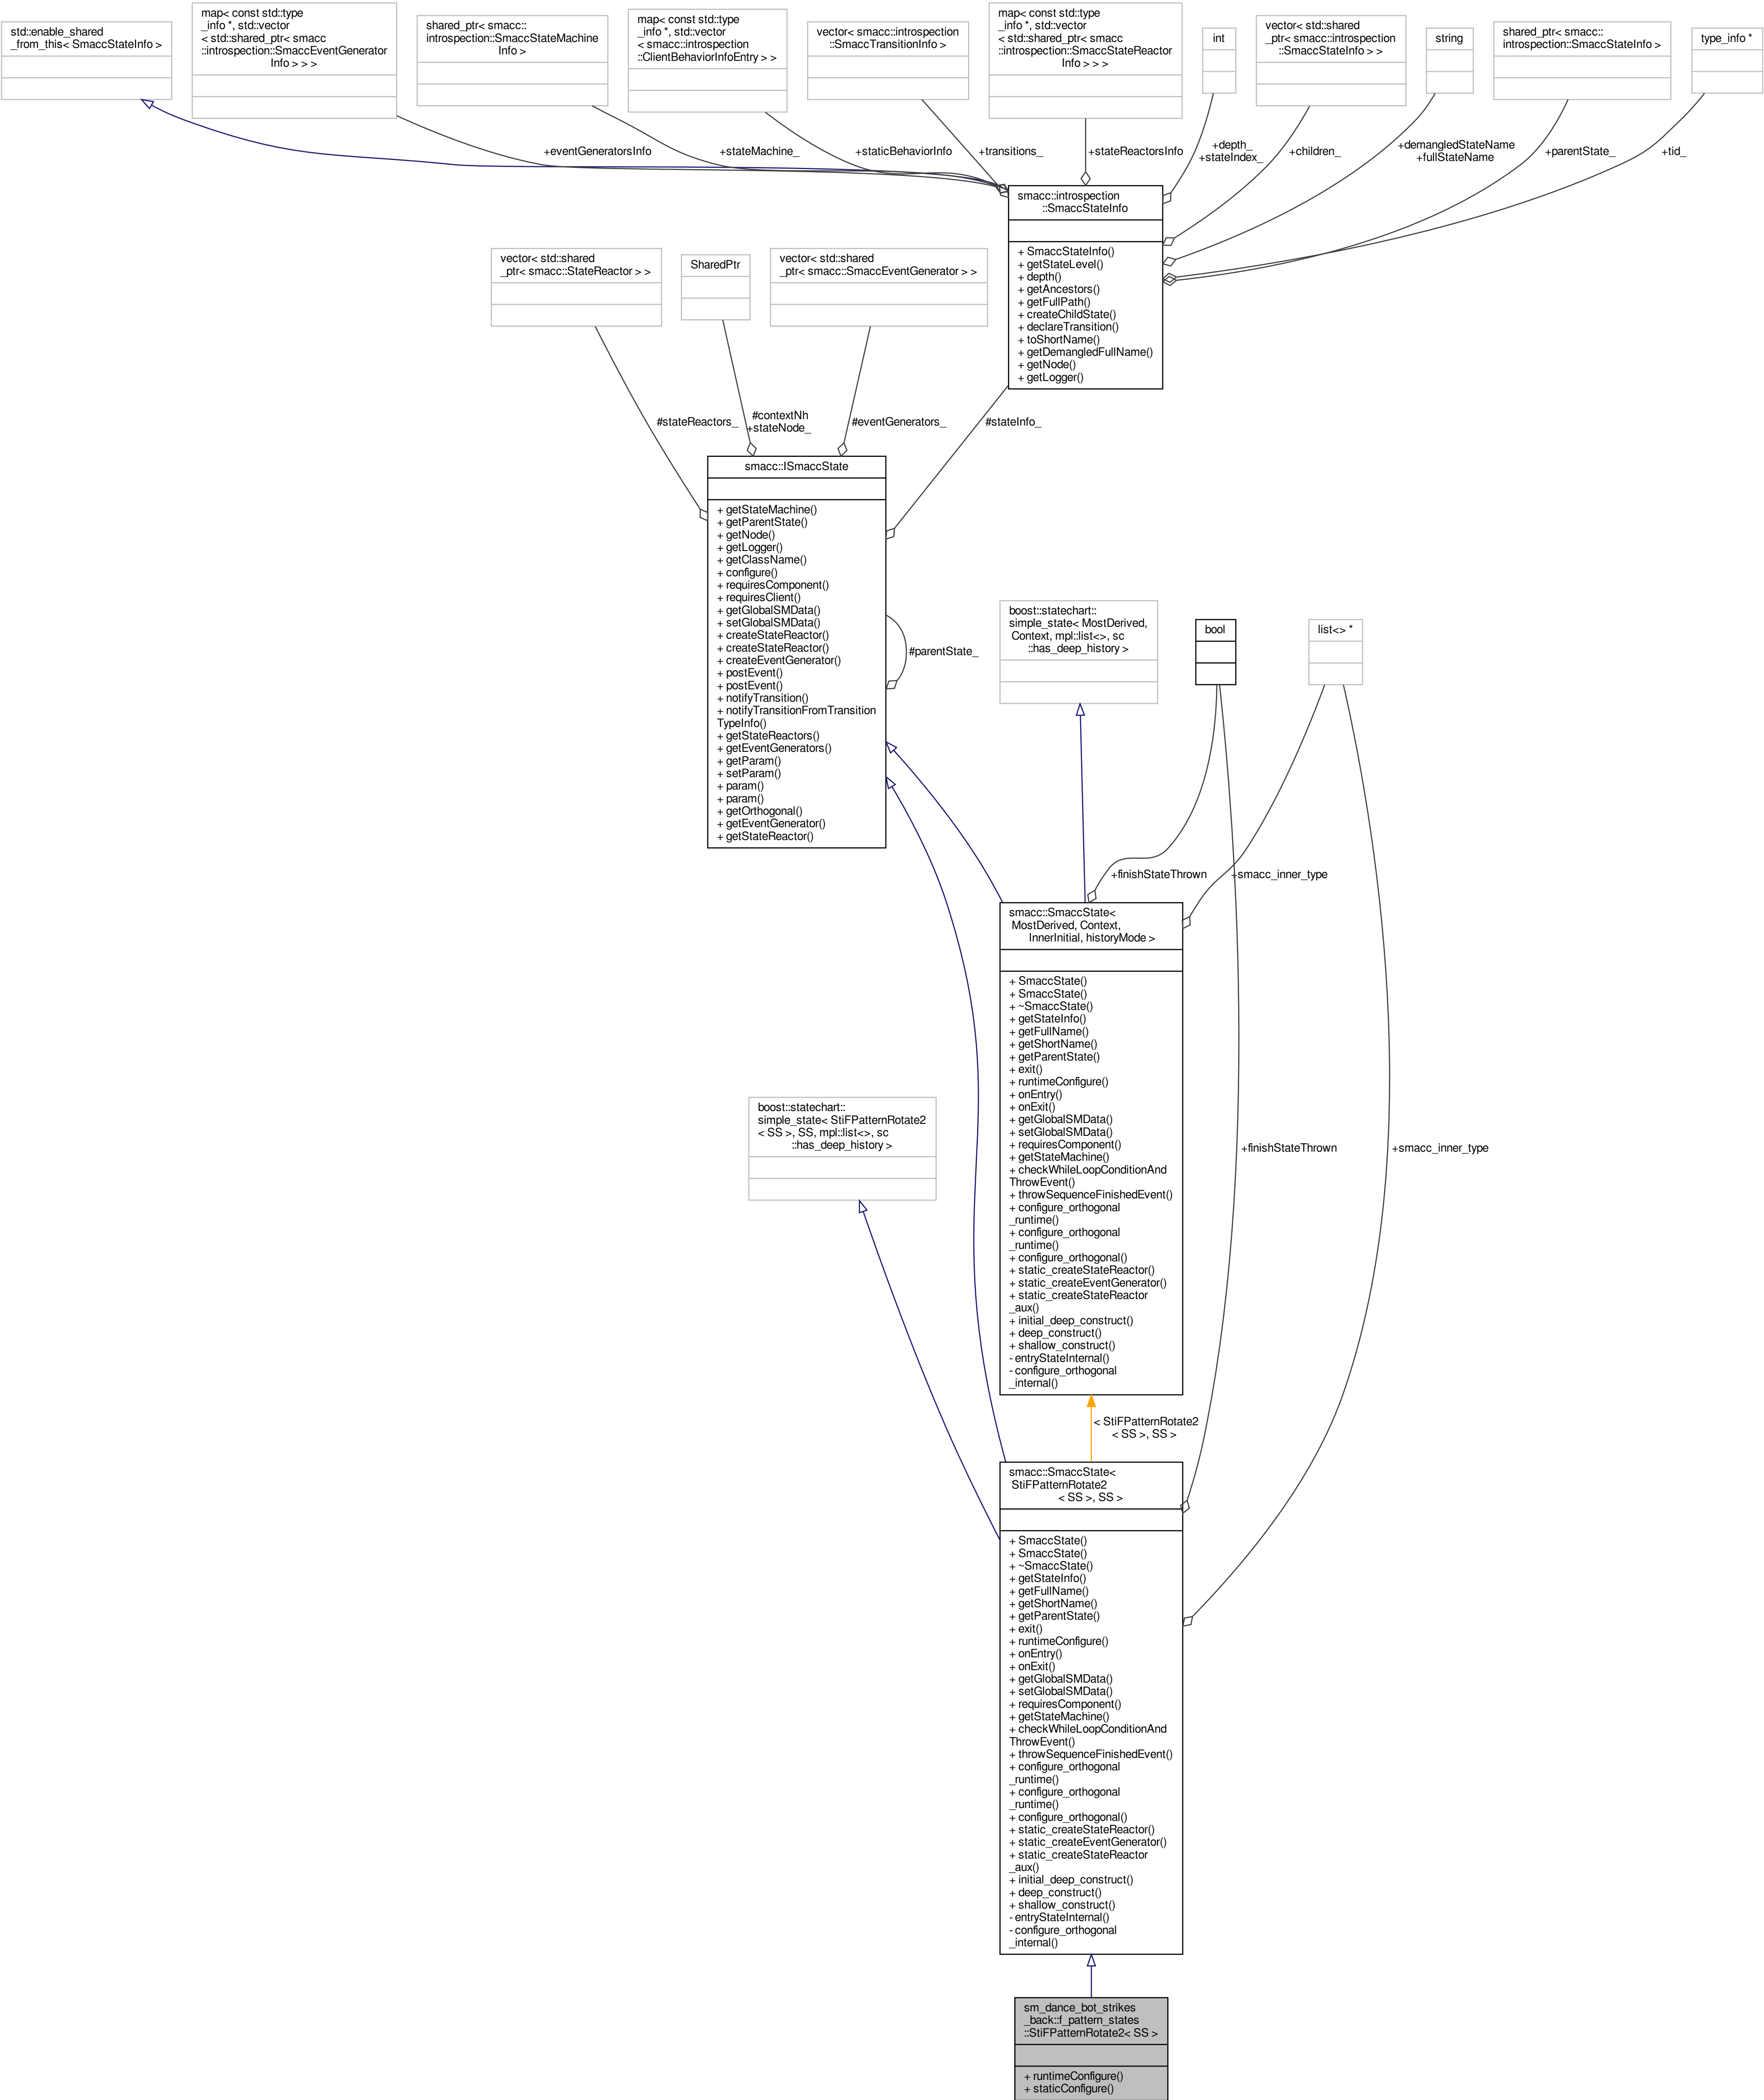 std::enable_shared
_from_this< SmaccStateInfo >
map< const std::type
_info *, std::vector
< std::shared_ptr< smacc
::introspection::SmaccEventGenerator
Info > > >
shared_ptr< smacc::
introspection::SmaccStateMachine
Info >
map< const std::type
_info *, std::vector
< smacc::introspection
::ClientBehaviorInfoEntry > >
vector< smacc::introspection
::SmaccTransitionInfo >
map< const std::type
_info *, std::vector
< std::shared_ptr< smacc
::introspection::SmaccStateReactor
Info > > >
int
vector< std::shared
_ptr< smacc::introspection
::SmaccStateInfo > >
string
shared_ptr< smacc::
introspection::SmaccStateInfo >
type_info *
+eventGeneratorsInfo
+stateMachine_
+staticBehaviorInfo
+transitions_
+stateReactorsInfo
+depth_
+stateIndex_
+children_
+demangledStateName
+fullStateName
+parentState_
+tid_
smacc::introspection
::SmaccStateInfo
+ SmaccStateInfo()
+ getStateLevel()
+ depth()
+ getAncestors()
+ getFullPath()
+ createChildState()
+ declareTransition()
+ toShortName()
+ getDemangledFullName()
+ getNode()
+ getLogger()
vector< std::shared
_ptr< smacc::StateReactor > >
SharedPtr
vector< std::shared
_ptr< smacc::SmaccEventGenerator > >
#stateReactors_
#contextNh
+stateNode_
#eventGenerators_
#stateInfo_
smacc::ISmaccState
+ getStateMachine()
+ getParentState()
+ getNode()
+ getLogger()
+ getClassName()
+ configure()
+ requiresComponent()
+ requiresClient()
+ getGlobalSMData()
+ setGlobalSMData()
+ createStateReactor()
+ createStateReactor()
+ createEventGenerator()
+ postEvent()
+ postEvent()
+ notifyTransition()
+ notifyTransitionFromTransition
TypeInfo()
+ getStateReactors()
+ getEventGenerators()
+ getParam()
+ setParam()
+ param()
+ param()
+ getOrthogonal()
+ getEventGenerator()
+ getStateReactor()
#parentState_
boost::statechart::
simple_state< MostDerived,
Context, mpl::list<>, sc
::has_deep_history >
bool
list<> *
+finishStateThrown
+smacc_inner_type
smacc::SmaccState<
MostDerived, Context,
InnerInitial, historyMode >
+ SmaccState()
+ SmaccState()
+ ~SmaccState()
+ getStateInfo()
+ getFullName()
+ getShortName()
+ getParentState()
+ exit()
+ runtimeConfigure()
+ onEntry()
+ onExit()
+ getGlobalSMData()
+ setGlobalSMData()
+ requiresComponent()
+ getStateMachine()
+ checkWhileLoopConditionAnd
ThrowEvent()
+ throwSequenceFinishedEvent()
+ configure_orthogonal
_runtime()
+ configure_orthogonal
_runtime()
+ configure_orthogonal()
+ static_createStateReactor()
+ static_createEventGenerator()
+ static_createStateReactor
_aux()
+ initial_deep_construct()
+ deep_construct()
+ shallow_construct()
- entryStateInternal()
- configure_orthogonal
_internal()
boost::statechart::
simple_state< StiFPatternRotate2
< SS >, SS, mpl::list<>, sc
::has_deep_history >
+finishStateThrown
+smacc_inner_type
< StiFPatternRotate2
< SS >, SS >
smacc::SmaccState<
StiFPatternRotate2
< SS >, SS >
+ SmaccState()
+ SmaccState()
+ ~SmaccState()
+ getStateInfo()
+ getFullName()
+ getShortName()
+ getParentState()
+ exit()
+ runtimeConfigure()
+ onEntry()
+ onExit()
+ getGlobalSMData()
+ setGlobalSMData()
+ requiresComponent()
+ getStateMachine()
+ checkWhileLoopConditionAnd
ThrowEvent()
+ throwSequenceFinishedEvent()
+ configure_orthogonal
_runtime()
+ configure_orthogonal
_runtime()
+ configure_orthogonal()
+ static_createStateReactor()
+ static_createEventGenerator()
+ static_createStateReactor
_aux()
+ initial_deep_construct()
+ deep_construct()
+ shallow_construct()
- entryStateInternal()
- configure_orthogonal
_internal()
sm_dance_bot_strikes
_back::f_pattern_states
::StiFPatternRotate2< SS >
+ runtimeConfigure()
+ staticConfigure()